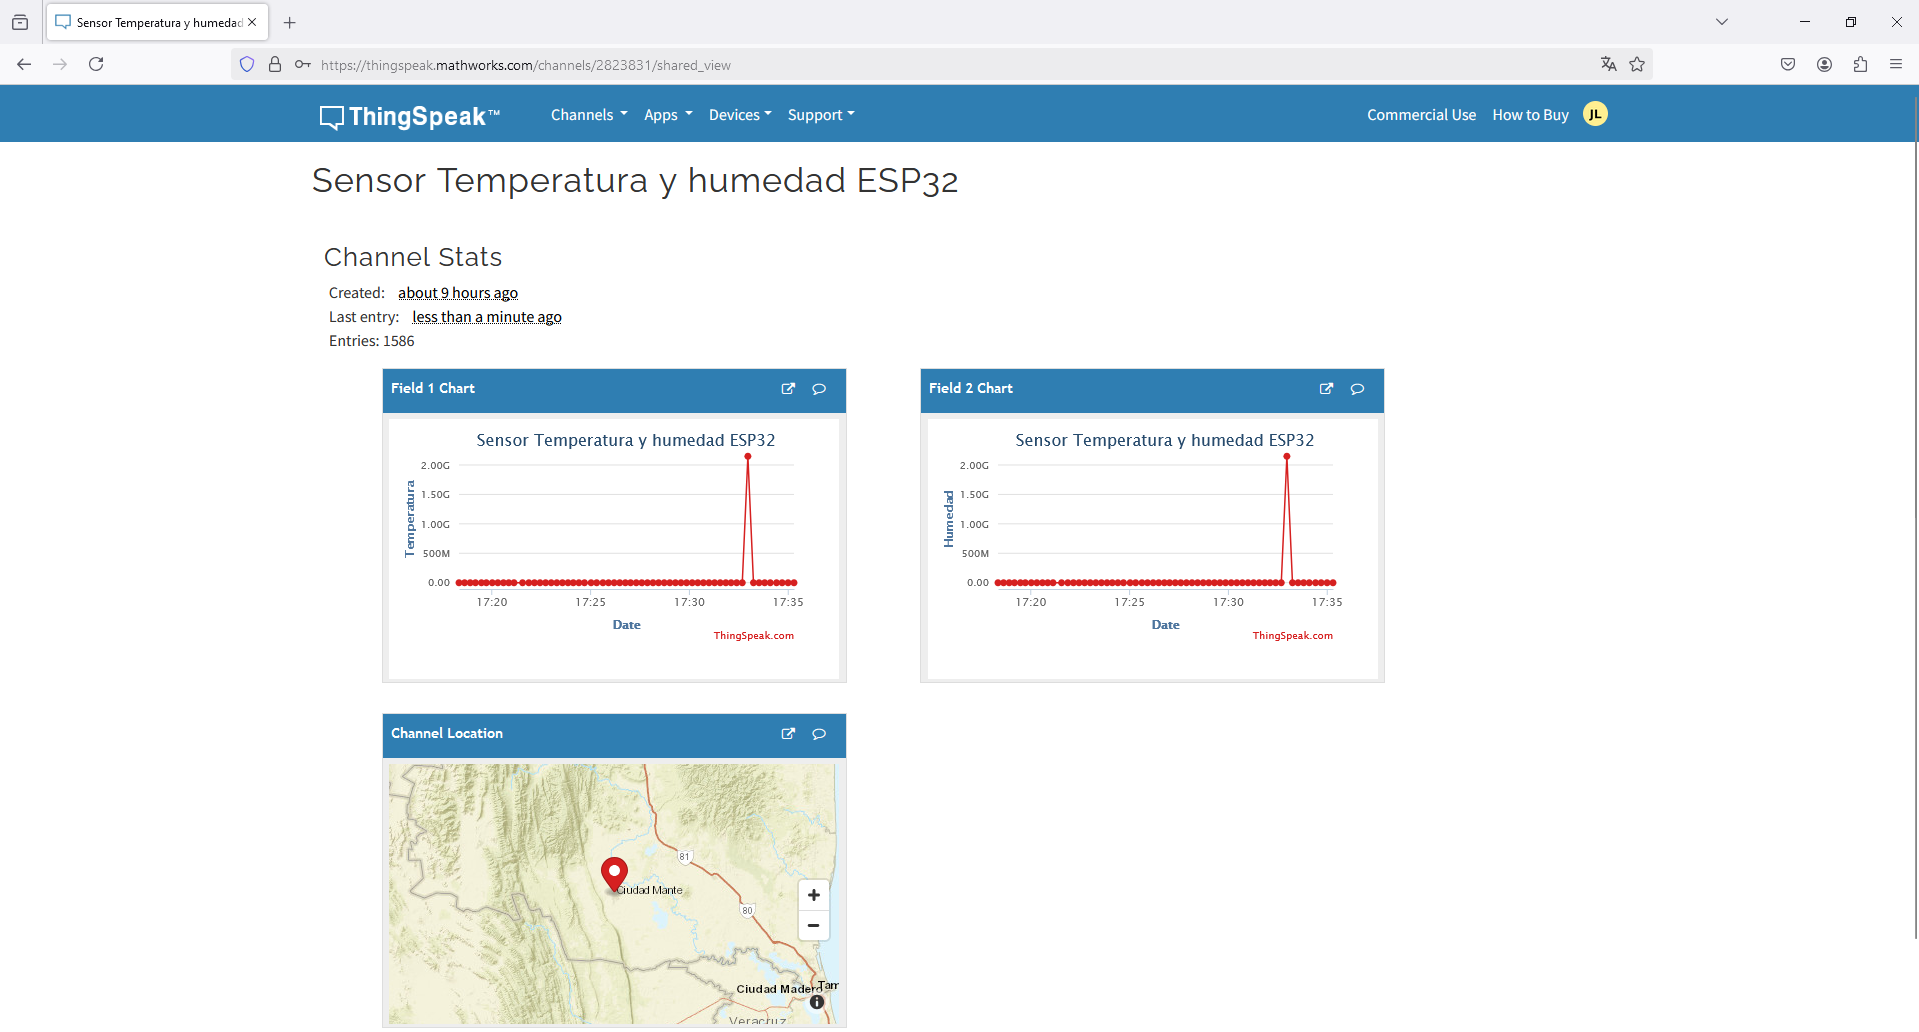 Sensor Temperatura y humedad
https://thingspeak.mathworks.com/channels/2823831/shared_view
ThingSpeak™
Channels Apps Devices Support
Commercial Use How to Buy JL
Sensor Temperatura y humedad ESP32
Channel Stats
Created: about 9 hours ago
Last entry: less than a minute ago
Entries: 1586
Field 1 Chart
Sensor Temperatura y humedad ESP32
Temperatura
2.00G
1.50G
1.00G
500M
0.00
17:20 17:25 17:30 17:35
Date
ThingSpeak.com
Field 2 Chart
Sensor Temperatura y humedad ESP32
Humedad
2.00G
1.50G
1.00G
500M
0.00
17:20 17:25 17:30 17:35
Date
ThingSpeak.com
Channel Location
81
Ciudad Mante
80
+
−
Ciudad Madero
Tam
Veracruz